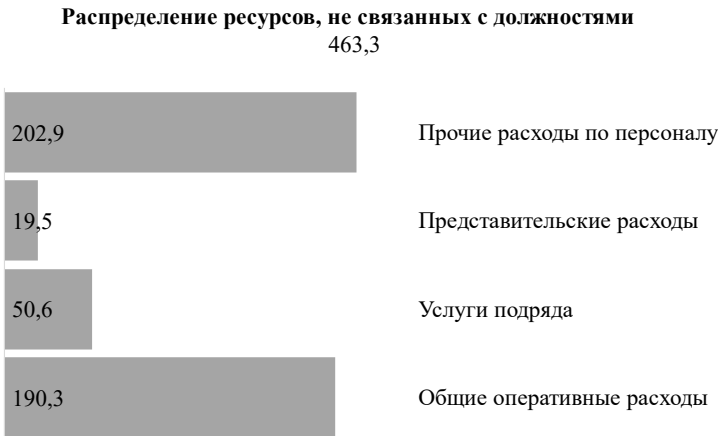 Распределение ресурсов, не связанных с должностями
463,3
202,9 Прочие расходы по персоналу
19,5 Представительские расходы
50,6 Услуги подряда
190,3 Общие оперативные расходы